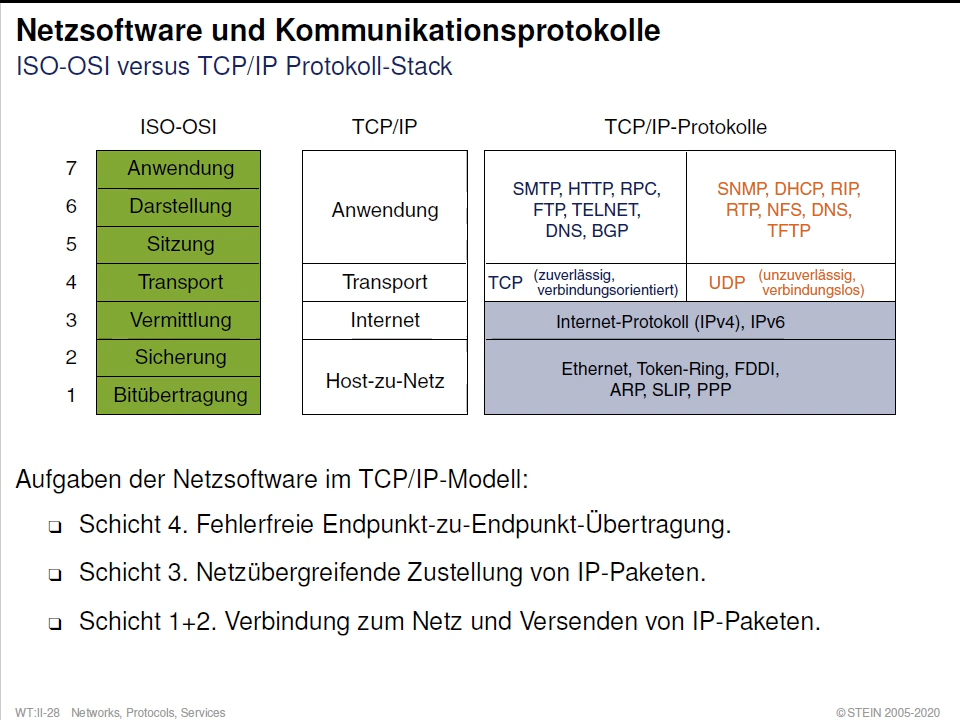 Netzsoftware und Kommunikationsprotokolle
ISO-OSI versus TCP/IP Protokoll-Stack
ISO-OSI TCP/IP TCP/IP-Protokolle
7 Anwendung
6 Darstellung
5 Sitzung
4 Transport
3 Vermittlung
2 Sicherung
1 Bitübertragung
Anwendung
Transport
Internet
Host-zu-Netz
SMTP, HTTP, RPC,
FTP, TELNET,
DNS, BGP
SNMP, DHCP, RIP,
RTP, NFS, DNS,
TFTP
TCP (zuverlässig,
verbindungsorientiert)
UDP (unzuverlässig,
verbindungslos)
Internet-Protokoll (IPv4), IPv6
Ethernet, Token-Ring, FDDI,
ARP, SLIP, PPP
Aufgaben der Netzsoftware im TCP/IP-Modell:
❑ Schicht 4. Fehlerfreie Endpunkt-zu-Endpunkt-Übertragung.
❑ Schicht 3. Netzübergreifende Zustellung von IP-Paketen.
❑ Schicht 1+2. Verbindung zum Netz und Versenden von IP-Paketen.
WT:II-28 Networks, Protocols, Services ©STEIN 2005-2020